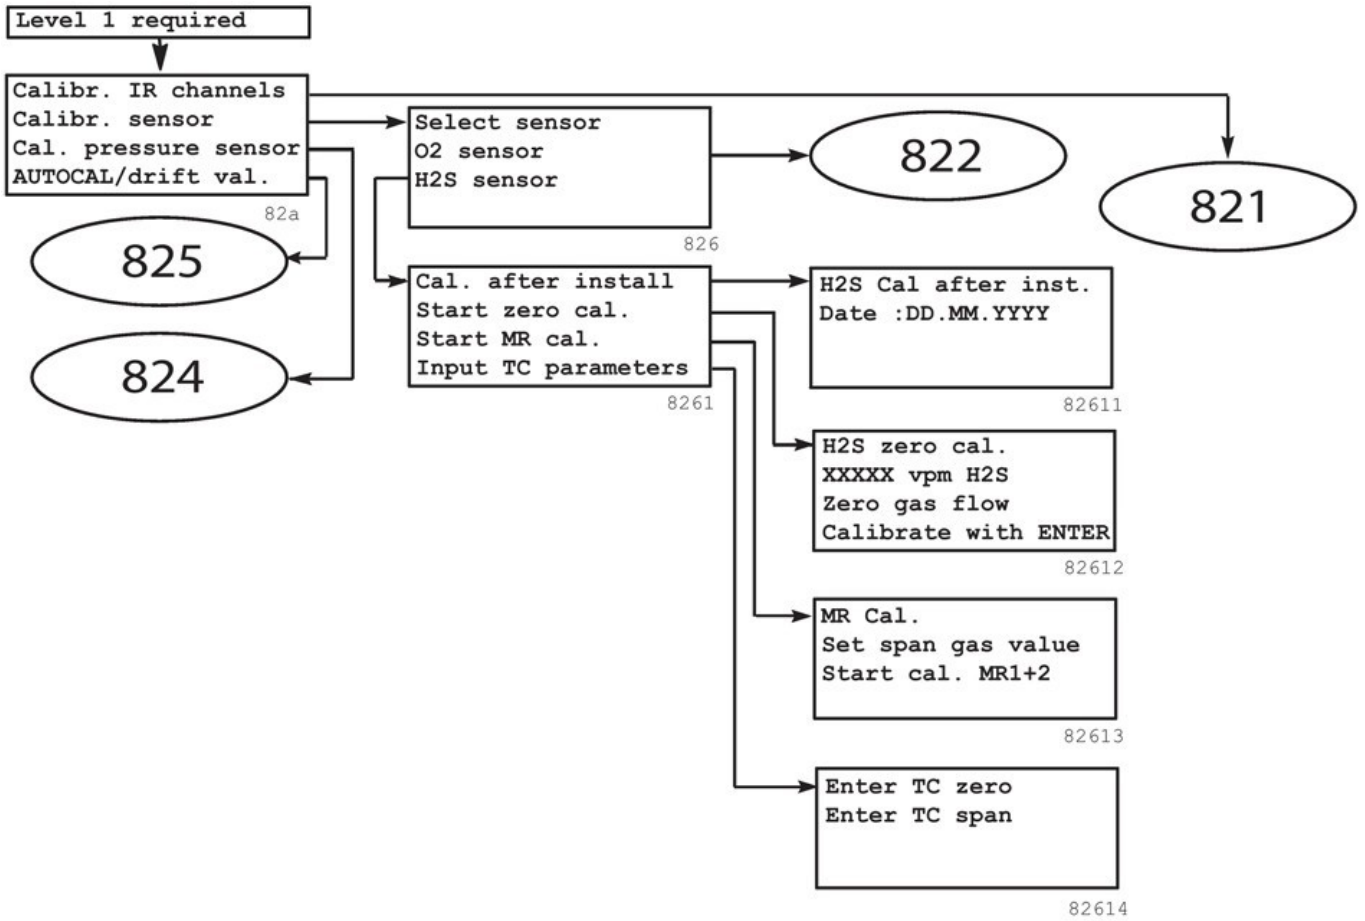 Level 1 required
Calibr. IR channels
Calibr. sensor
Cal. pressure sensor
AUTOCAL/drift val.
82a
Select sensor
O2 sensor
H2S sensor
826
822
821
825
824
Cal. after install
Start zero cal.
Start MR cal.
Input TC parameters
8261
H2S Cal after inst.
Date :DD.MM.YYYY
82611
H2S zero cal.
XXXXX vpm H2S
Zero gas flow
Calibrate with ENTER
82612
MR Cal.
Set span gas value
Start cal. MR1+2
82613
Enter TC zero
Enter TC span
82614